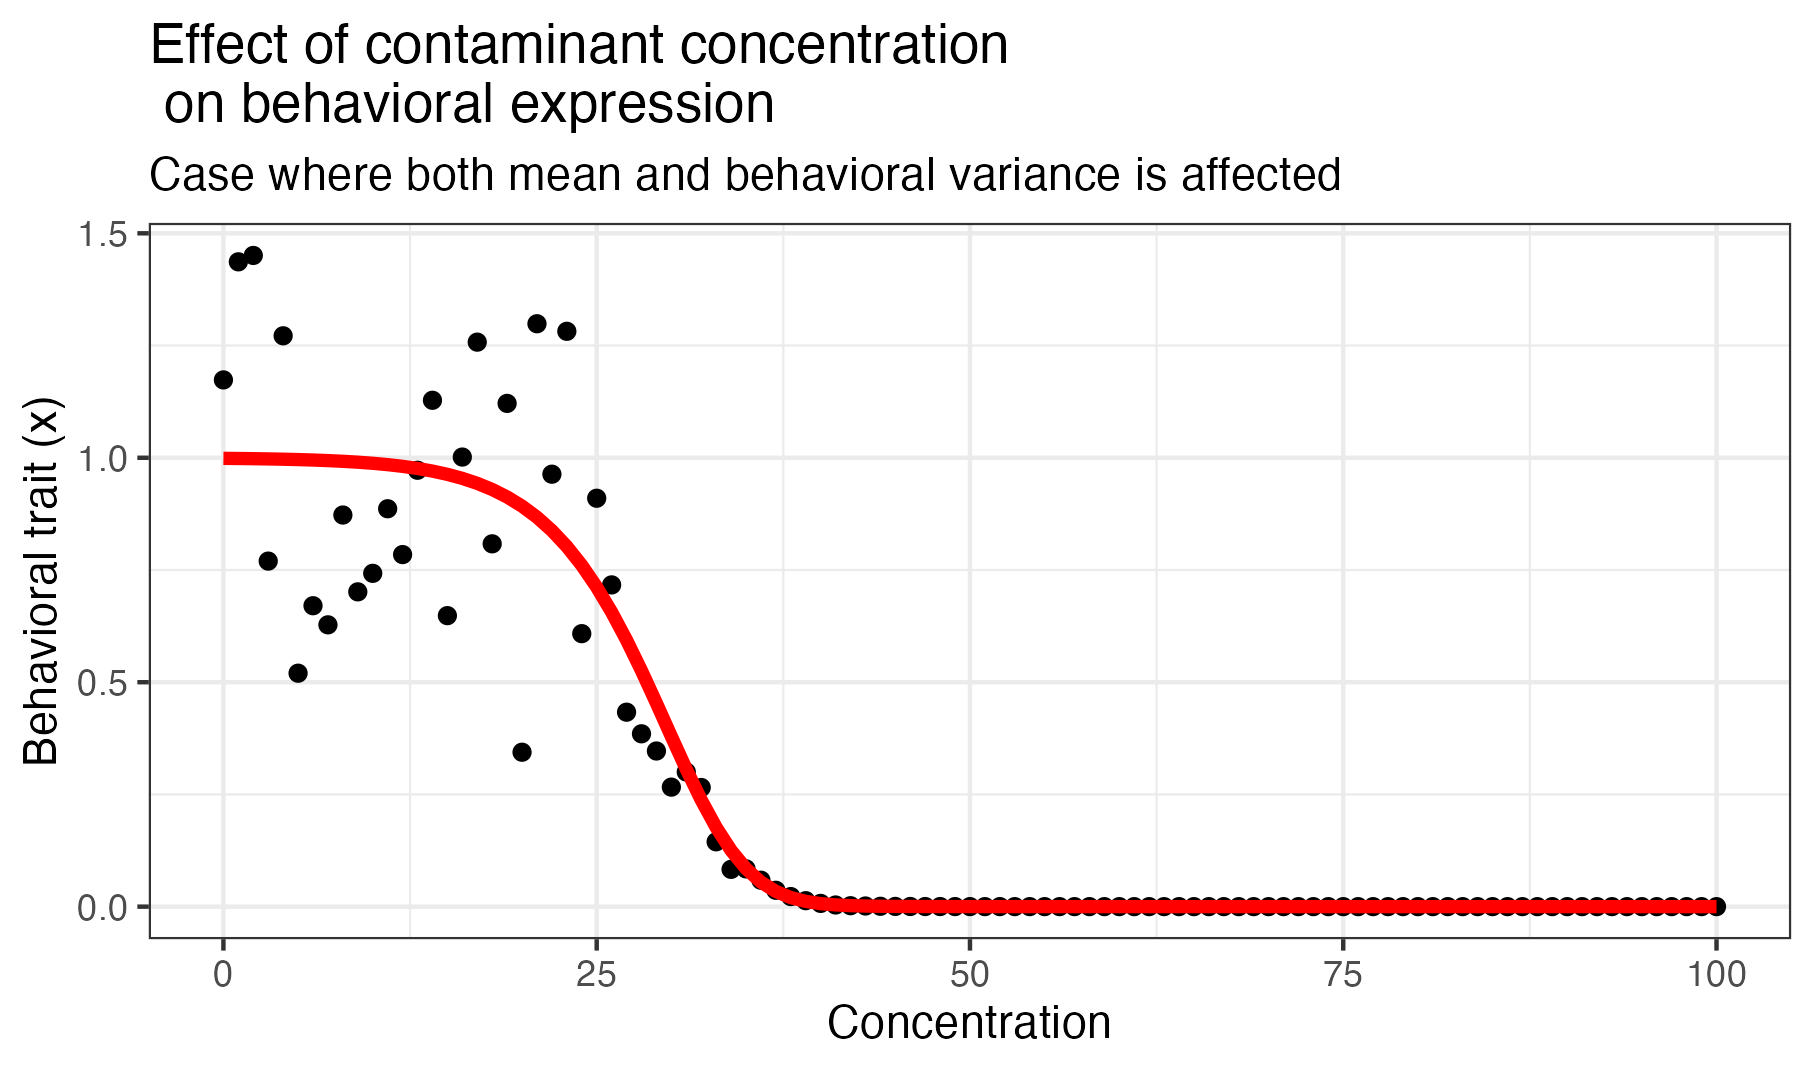 Effect of contaminant concentration
on behavioral expression
Case where both mean and behavioral variance is affected
Behavioral trait (x)
1.5
1.0
0.5
0.0
0 25 50 75 100
Concentration